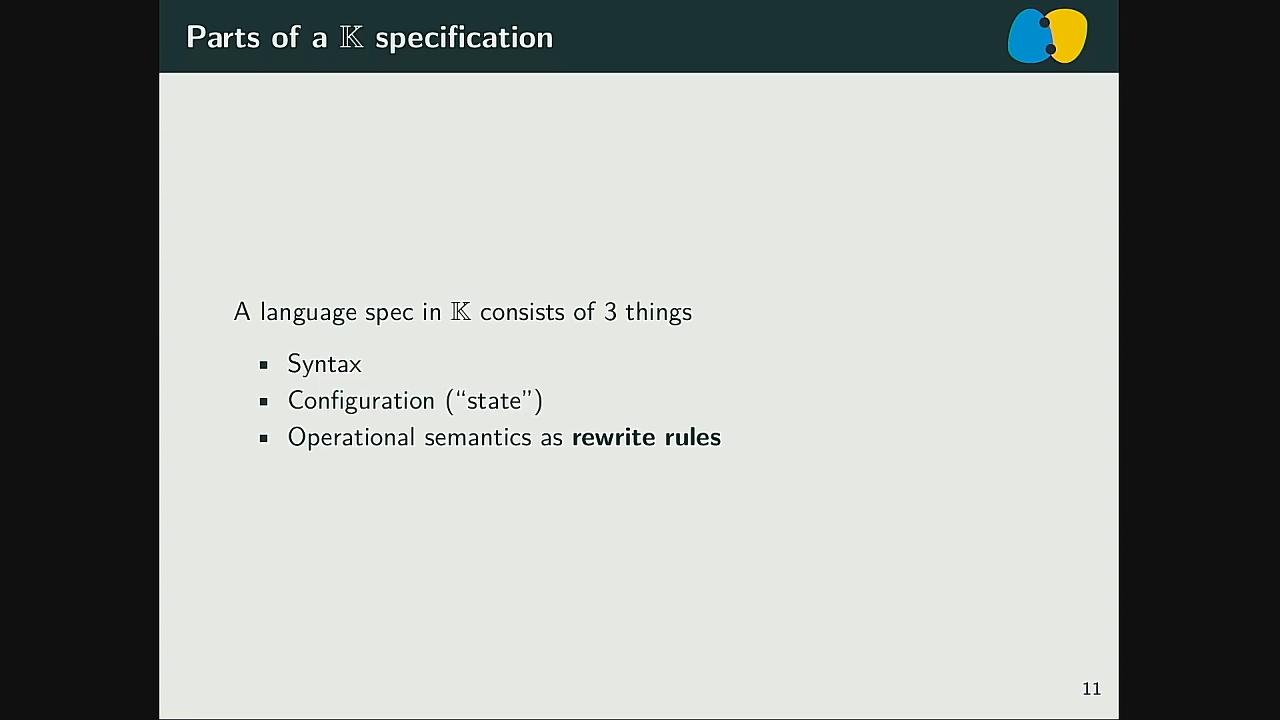 Parts of a 𝕂 specification
A language spec in 𝕂 consists of 3 things
▪ Syntax
▪ Configuration (“state”)
▪ Operational semantics as rewrite rules
11